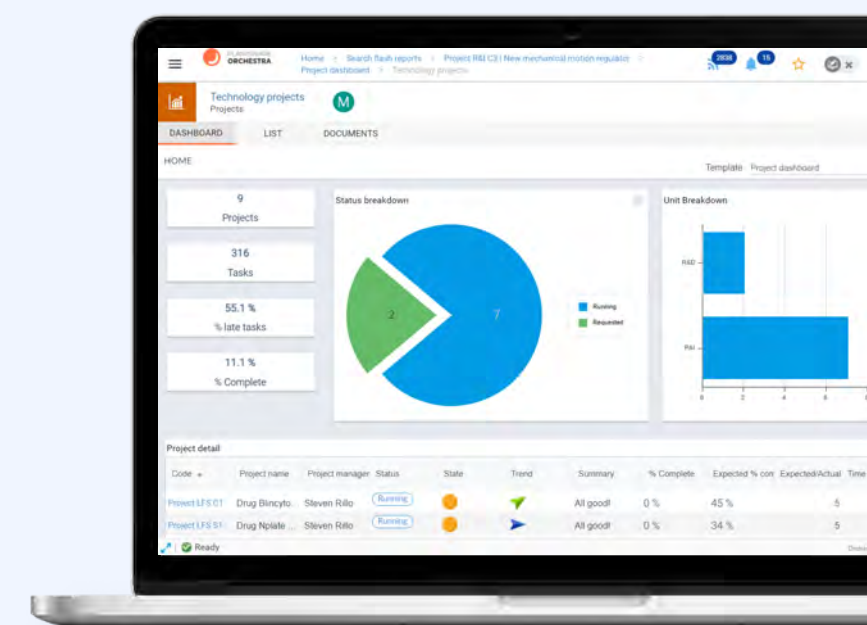 PLANISWARE
ORCHESTRA
Home > Search flash reports > Project R&I C3 | New mechanical motion regulator >
Project dashboard > Technology projects
2838
15
Technology projects
Projects
M
DASHBOARD LIST DOCUMENTS
HOME
Template Project dashboard
9
Projects
316
Tasks
55.1 %
% late tasks
11.1 %
% Complete
Status breakdown
2
7
Running
Requested
Unit Breakdown
R&D
R&I
0 2 4 6
Project detail
Code Project name Project manager Status State Trend Summary % Complete Expected % com Expected/Actual Time
Project LFS C1 Drug Blincyto. Steven Rillo Running All good! 0 % 45 % 5
Project LFS S1 Drug Nplate ... Steven Rillo Running All good! 0 % 34 % 5
Ready